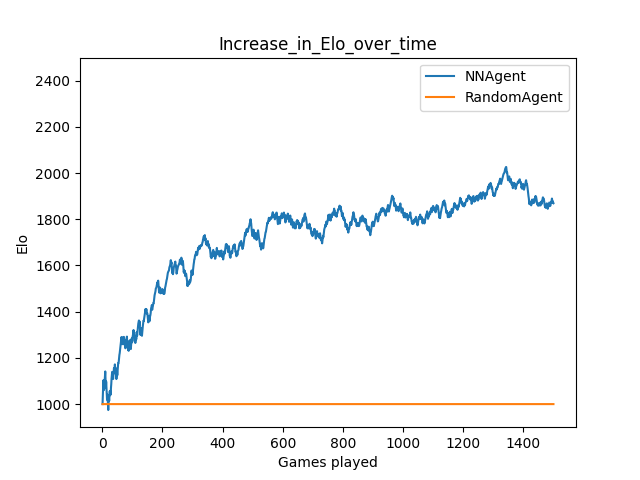 Increase_in_Elo_over_time
NNAgent
RandomAgent
2400
2200
2000
1800
1600
1400
1200
1000
Elo
0 200 400 600 800 1000 1200 1400
Games played